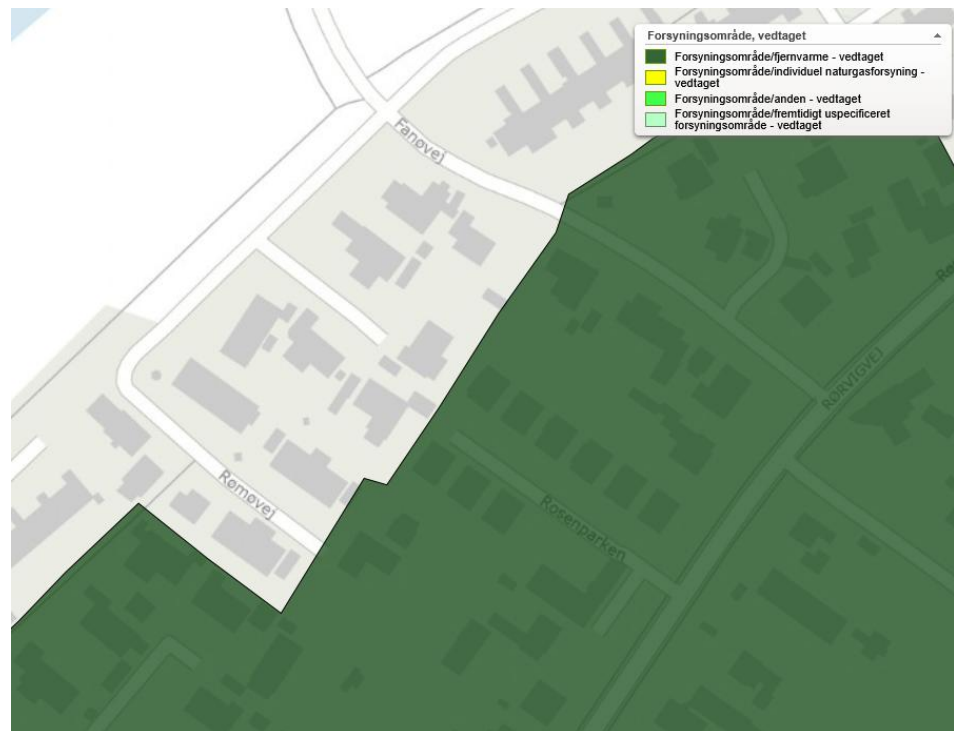 Forsyningsområde, vedtaget
Forsyningsområde/fjernvarme - vedtaget
Forsyningsområde/individuel naturgasforsyning -
vedtaget
Forsyningsområde/anden - vedtaget
Forsyningsområde/fremtidigt uspecificeret
forsyningsområde - vedtaget
Fanøvej
RØRVIGVEJ
Rømøvej
Rosenparken